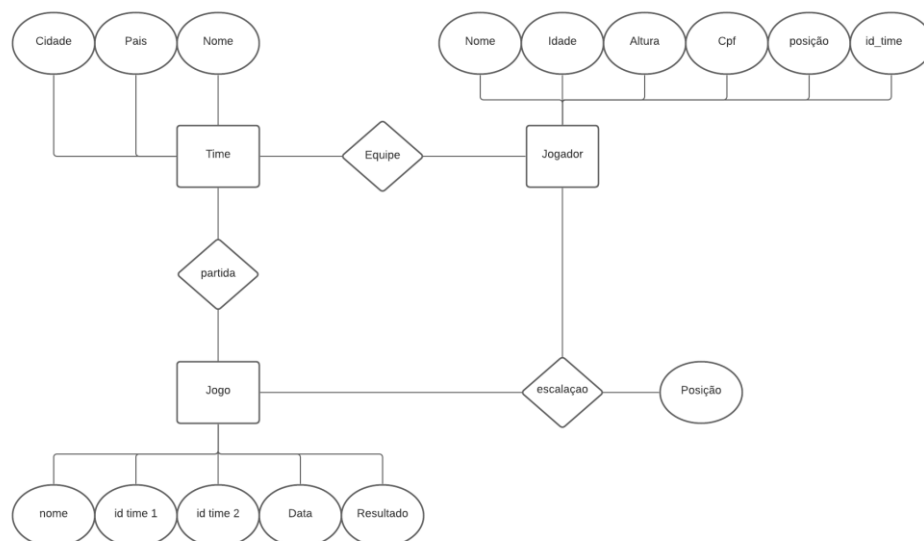 Cidade
Pais
Nome
Nome
Idade
Altura
Cpf
posição
id_time
Time
Equipe
Jogador
partida
Jogo
escalaçao
Posição
nome
id time 1
id time 2
Data
Resultado